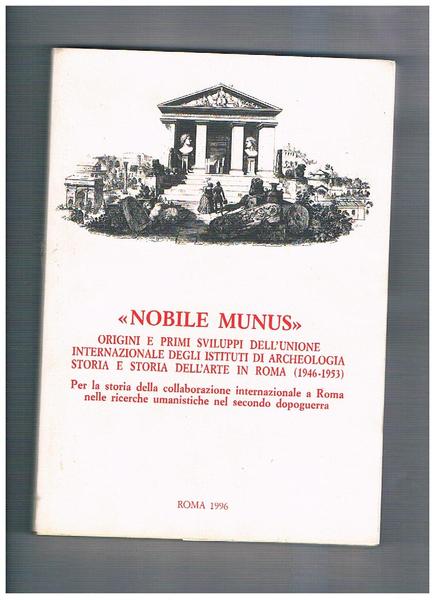 «NOBILE MUNUS»
ORIGINI E PRIMI SVILUPPI DELL'UNIONE
INTERNAZIONALE DEGLI ISTITUTI DI ARCHEOLOGIA
STORIA E STORIA DELL'ARTE IN ROMA (1946-1953)
Per la storia della collaborazione internazionale a Roma
nelle ricerche umanistiche nel secondo dopoguerra
ROMA 1996